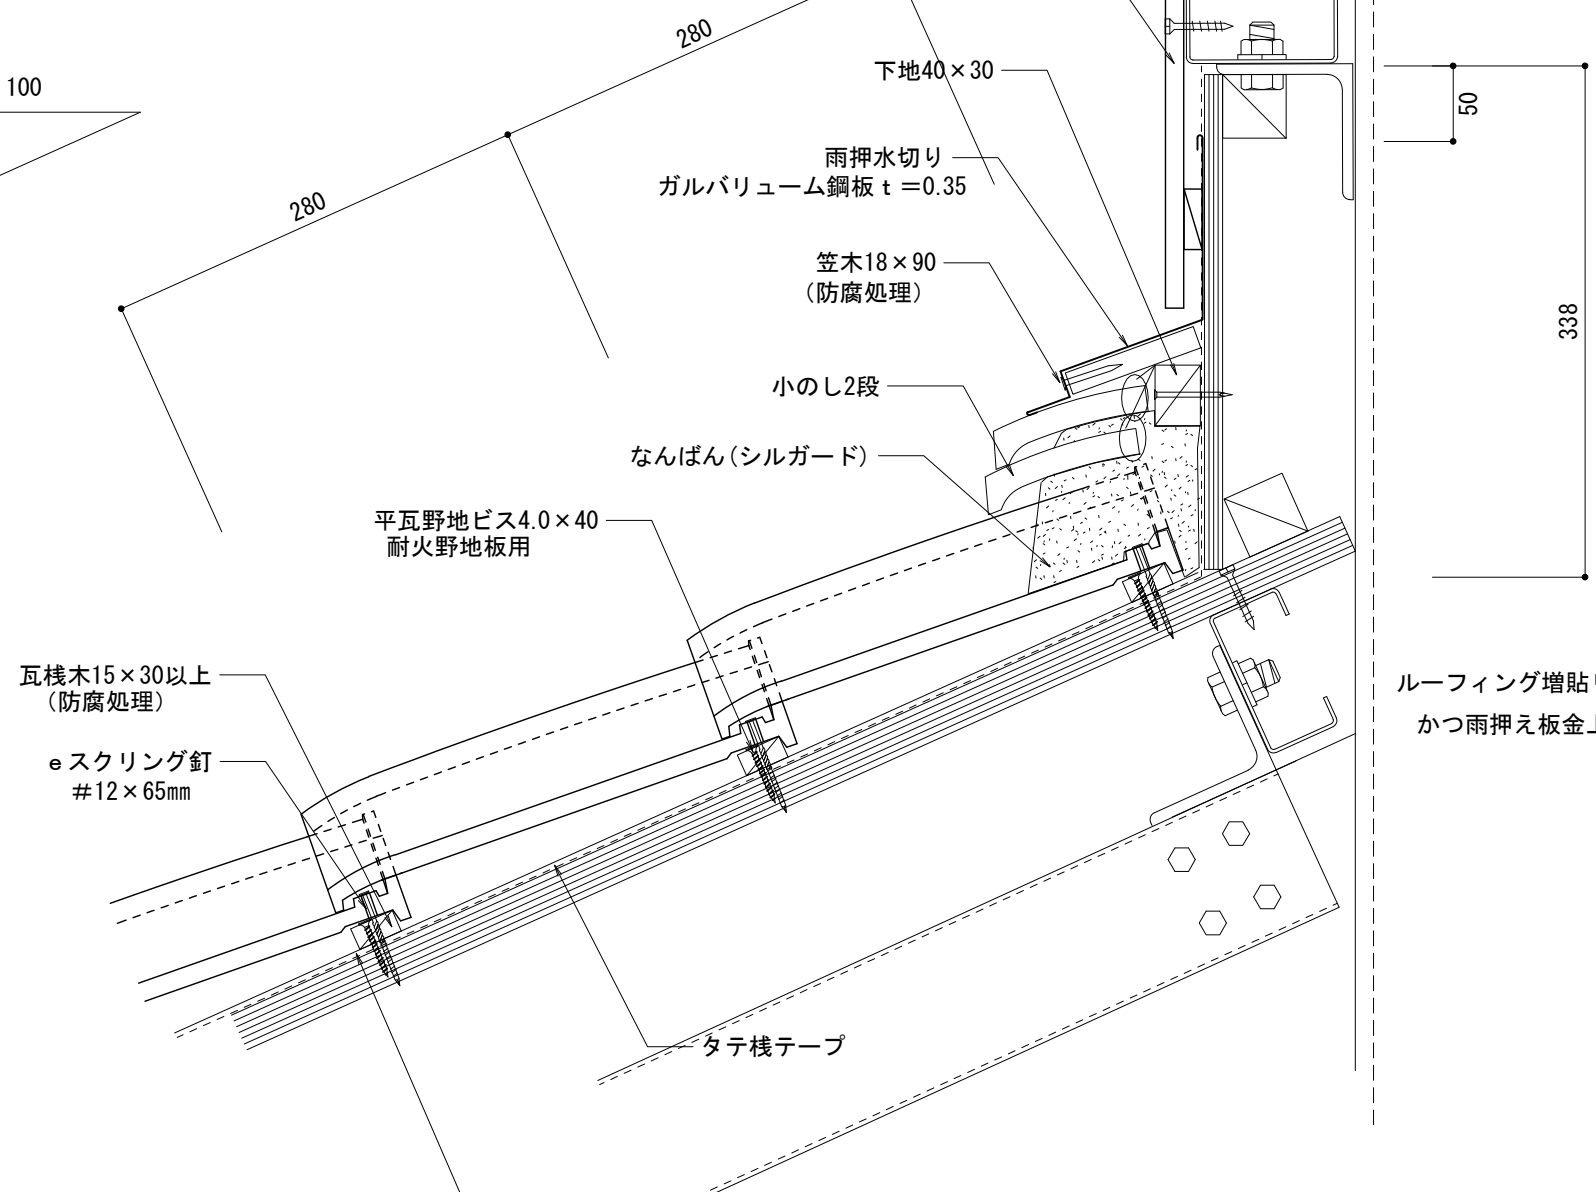 280
100
下地40×30
50
雨押水切り
ガルバリューム鋼板ｔ＝0.35
280
笠木18×90
（防腐処理）
338
小のし2段
なんばん(シルガード)
平瓦野地ビス4.0×40
耐火野地板用
瓦桟木15×30以上
（防腐処理）
ルーフィング増貼り
かつ雨押え板金上
ｅスクリング釘
＃12×65㎜
タテ桟テープ